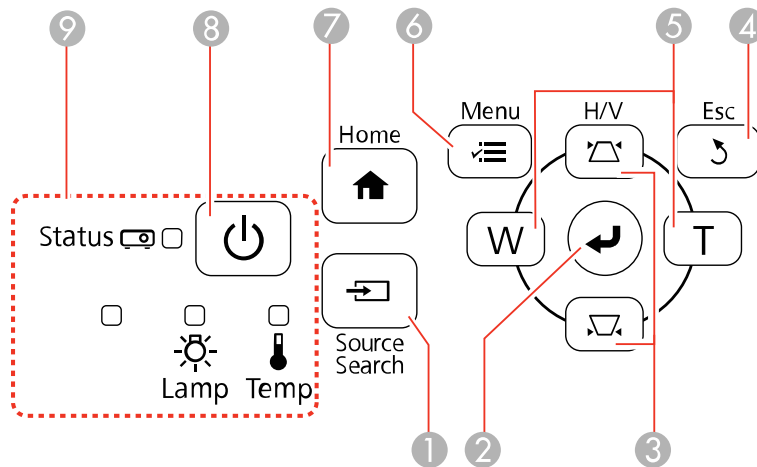 9 8 7 6 5 4
Menu H/V Esc
Home
Status
W T
Source
Search
Lamp Temp
1 2 3